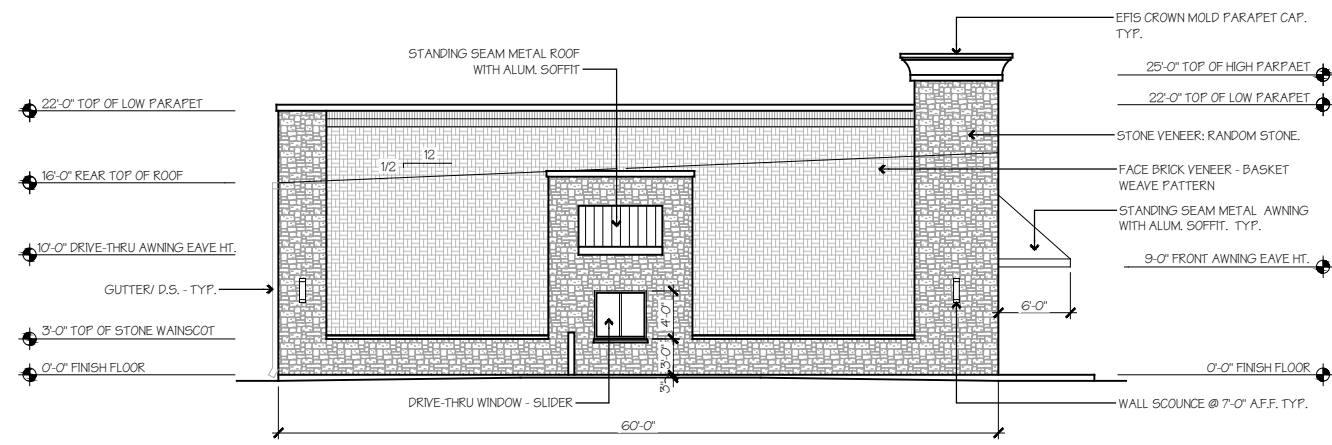 EFIS CROWN MOLD PARAPET CAP.
TYP.
STANDING SEAM METAL ROOF
WITH ALUM. SOFFIT
25'-0" TOP OF HIGH PARPAET
22'-0" TOP OF LOW PARAPET
22'-0" TOP OF LOW PARAPET
STONE VENEER: RANDOM STONE.
12
1/2
FACE BRICK VENEER - BASKET
WEAVE PATTERN
16'-0" REAR TOP OF ROOF
STANDING SEAM METAL AWNING
WITH ALUM. SOFFIT. TYP.
10'-0" DRIVE-THRU AWNING EAVE HT.
9-0" FRONT AWNING EAVE HT.
GUTTER/ D.S. - TYP.
4'-0"
6'-0"
3'-0" TOP OF STONE WAINSCOT
3'-0"
0'-0" FINISH FLOOR
0'-0" FINISH FLOOR
3"
DRIVE-THRU WINDOW - SLIDER
WALL SCOUNCE @ 7'-0" A.F.F. TYP.
60'-0"